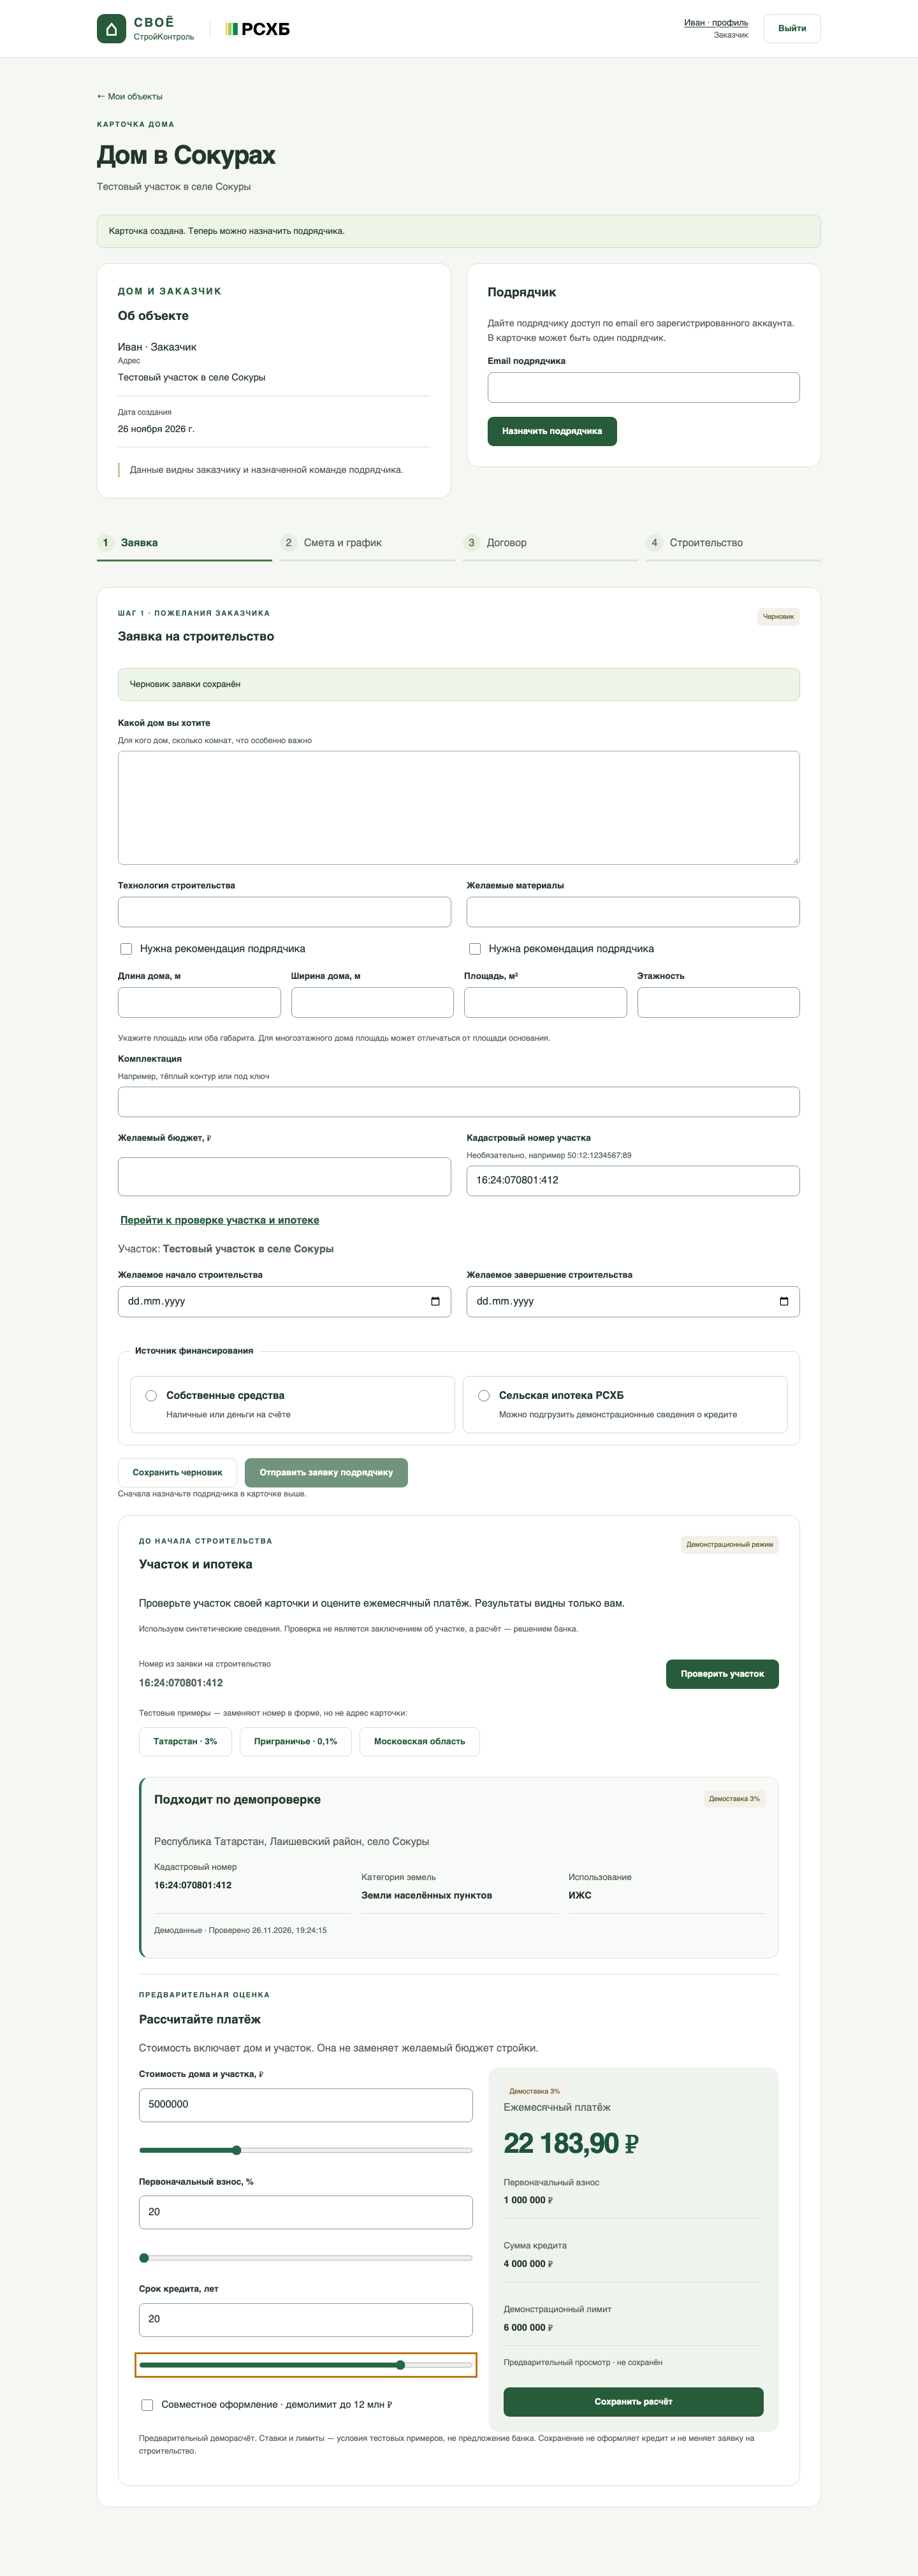 СВОЁ
СтройКонтроль
РСХБ
Иван · профиль
Заказчик
Выйти
← Мои объекты
КАРТОЧКА ДОМА
Дом в Сокурах
Тестовый участок в селе Сокуры
Карточка создана. Теперь можно назначить подрядчика.
ДОМ И ЗАКАЗЧИК
Об объекте
Иван · Заказчик
Адрес
Тестовый участок в селе Сокуры
Дата создания
26 ноября 2026 г.
Данные видны заказчику и назначенной команде подрядчика.
Подрядчик
Дайте подрядчику доступ по email его зарегистрированного аккаунта.
В карточке может быть один подрядчик.
Email подрядчика
Назначить подрядчика
1 Заявка
2 Смета и график
3 Договор
4 Строительство
ШАГ 1 · ПОЖЕЛАНИЯ ЗАКАЗЧИКА
Черновик
Заявка на строительство
Черновик заявки сохранён
Какой дом вы хотите
Для кого дом, сколько комнат, что особенно важно
Технология строительства
Желаемые материалы
Нужна рекомендация подрядчика
Нужна рекомендация подрядчика
Длина дома, м
Ширина дома, м
Площадь, м²
Этажность
Укажите площадь или оба габарита. Для многоэтажного дома площадь может отличаться от площади основания.
Комплектация
Например, тёплый контур или под ключ
Желаемый бюджет, ₽
Кадастровый номер участка
Необязательно, например 50:12:1234567:89
16:24:070801:412
Перейти к проверке участка и ипотеке
Участок: Тестовый участок в селе Сокуры
Желаемое начало строительства
Желаемое завершение строительства
dd.mm.yyyy
dd.mm.yyyy
Источник финансирования
Собственные средства
Наличные или деньги на счёте
Сельская ипотека РСХБ
Можно подгрузить демонстрационные сведения о кредите
Сохранить черновик
Отправить заявку подрядчику
Сначала назначьте подрядчика в карточке выше.
ДО НАЧАЛА СТРОИТЕЛЬСТВА
Демонстрационный режим
Участок и ипотека
Проверьте участок своей карточки и оцените ежемесячный платёж. Результаты видны только вам.
Используем синтетические сведения. Проверка не является заключением об участке, а расчёт — решением банка.
Номер из заявки на строительство
16:24:070801:412
Проверить участок
Тестовые примеры — заменяют номер в форме, но не адрес карточки:
Татарстан · 3%
Приграничье · 0,1%
Московская область
Подходит по демопроверке
Демоставка 3%
Республика Татарстан, Лаишевский район, село Сокуры
Кадастровый номер
16:24:070801:412
Категория земель
Земли населённых пунктов
Использование
ИЖС
Демоданные · Проверено 26.11.2026, 19:24:15
ПРЕДВАРИТЕЛЬНАЯ ОЦЕНКА
Рассчитайте платёж
Стоимость включает дом и участок. Она не заменяет желаемый бюджет стройки.
Стоимость дома и участка, ₽
5000000
Первоначальный взнос, %
20
Срок кредита, лет
20
Совместное оформление · демолимит до 12 млн ₽
Демоставка 3%
Ежемесячный платёж
22 183,90 ₽
Первоначальный взнос
1 000 000 ₽
Сумма кредита
4 000 000 ₽
Демонстрационный лимит
6 000 000 ₽
Предварительный просмотр · не сохранён
Сохранить расчёт
Предварительный деморасчёт. Ставки и лимиты — условия тестовых примеров, не предложение банка. Сохранение не оформляет кредит и не меняет заявку на
строительство.